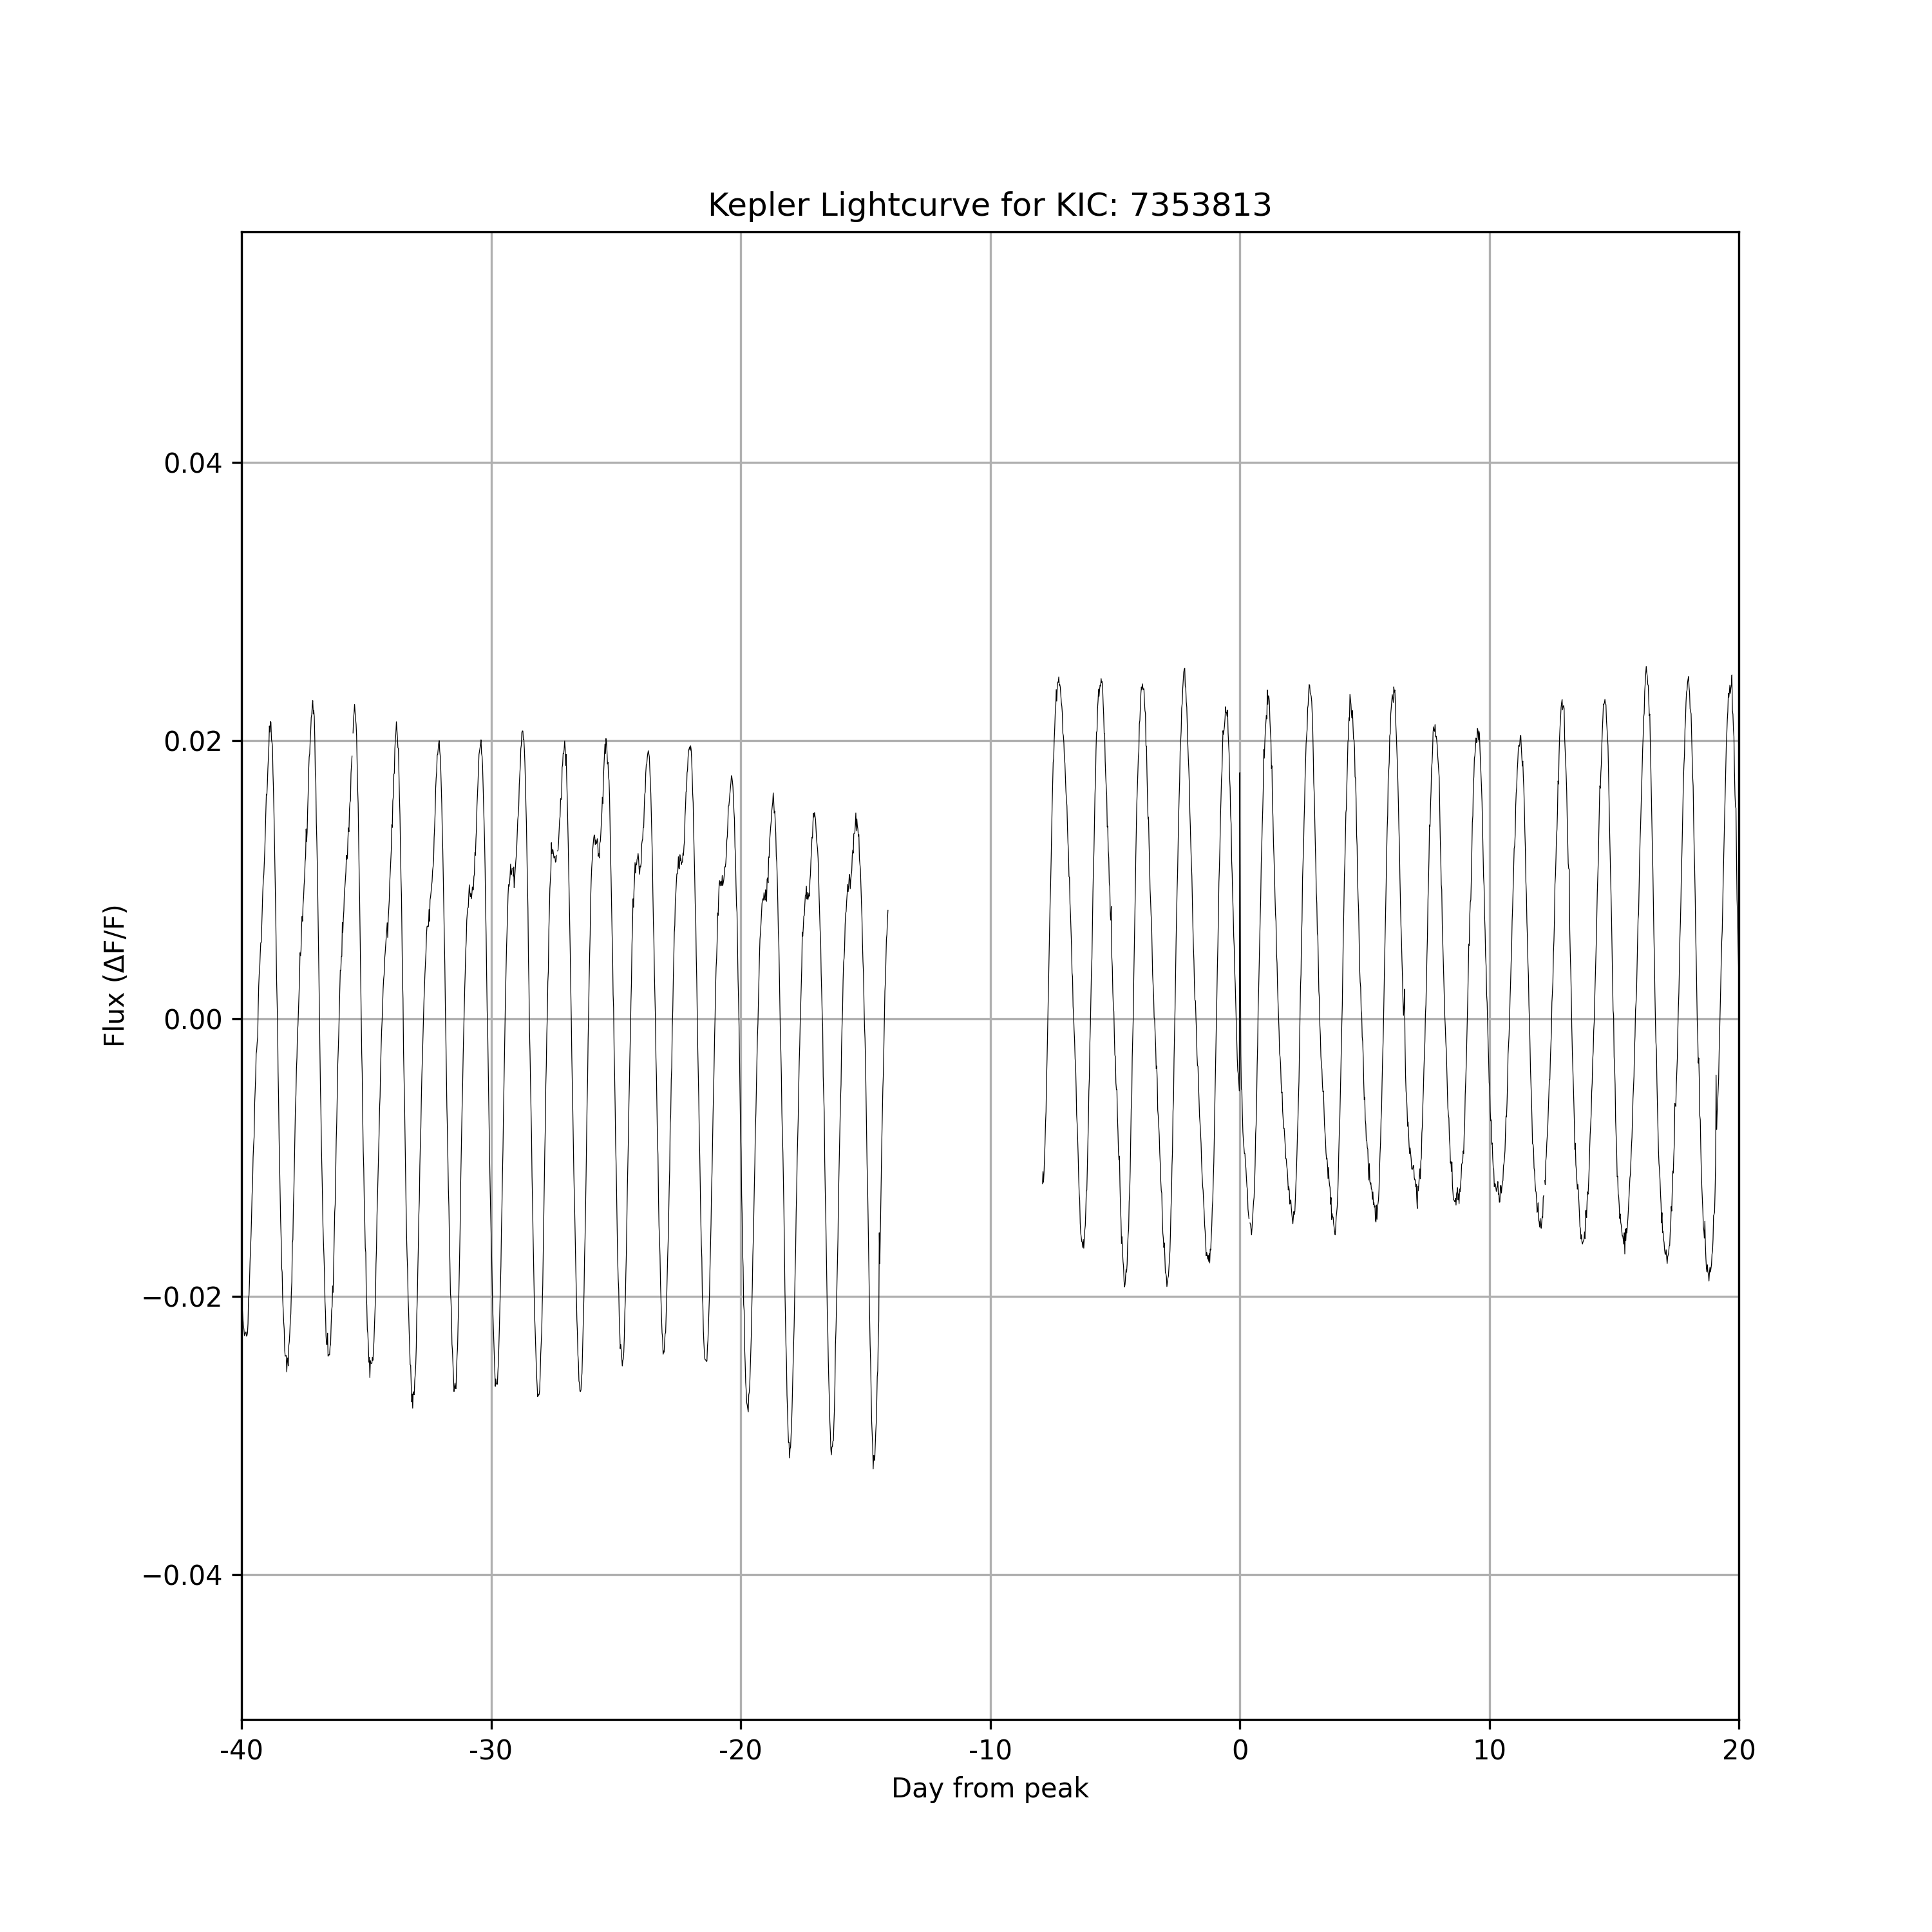 Kepler Lightcurve for KIC: 7353813
0.04
0.02
0.00
−0.02
−0.04
Flux (ΔF/F)
-40 -30 -20 -10 0 10 20
Day from peak